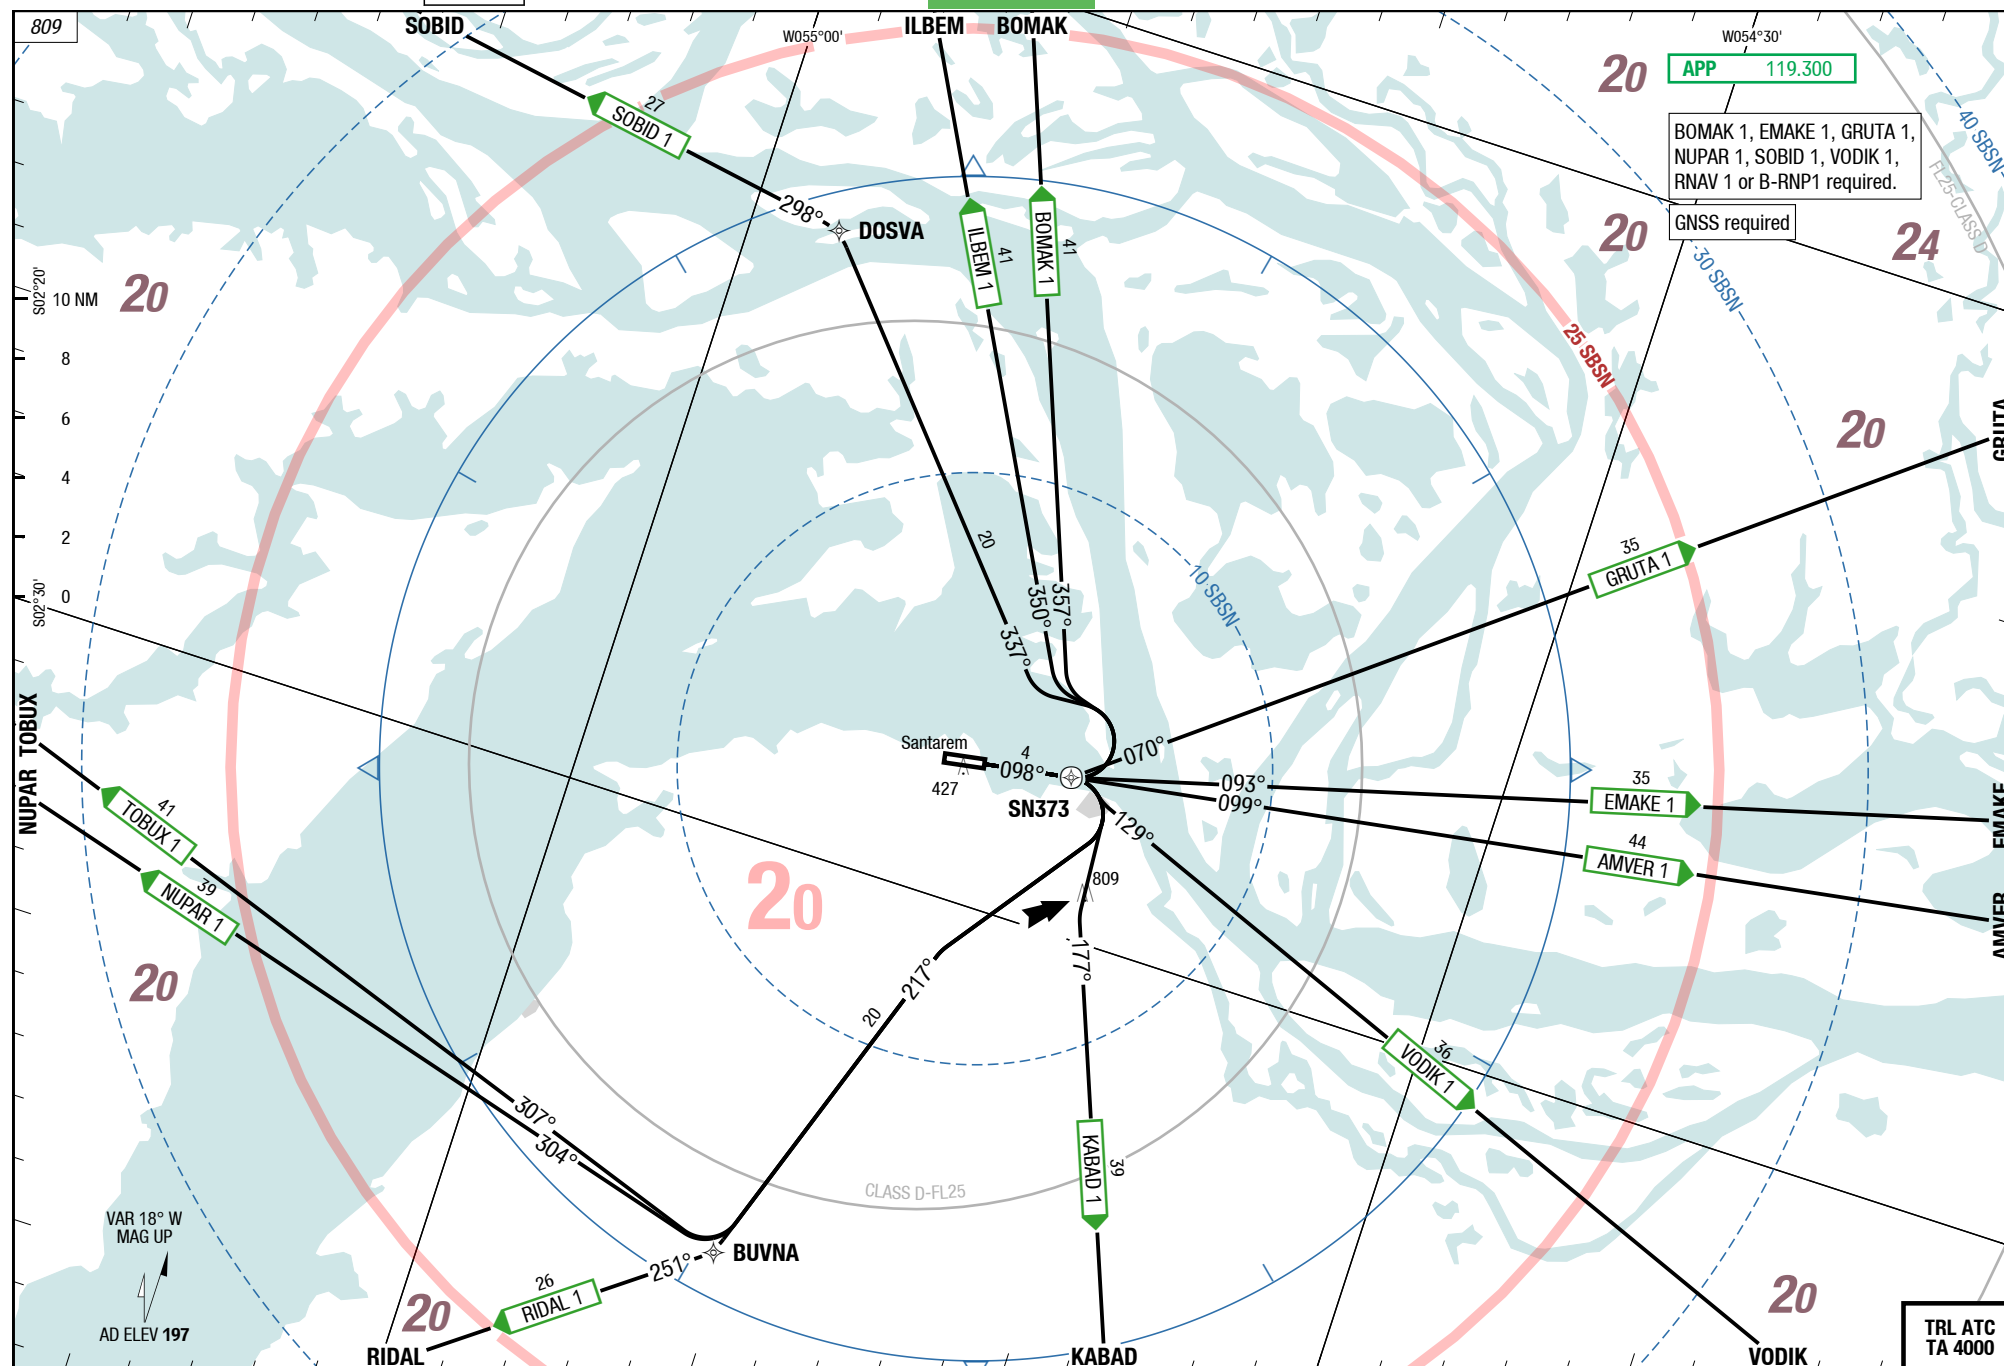 809
SOBID
ILBEM
BOMAK
W055°00'
W054°30'
20
APP 119.300
BOMAK 1, EMAKE 1, GRUTA 1,
NUPAR 1, SOBID 1, VODIK 1,
RNAV 1 or B-RNP1 required.
GNSS required
40 SBSN
FL25-CLASS D
27
SOBID 1
298°
DOSVA
ILBEM 1
41
BOMAK 1
41
20
24
30 SBSN
S02°20'
10 NM
20
8
6
4
2
0
S02°30'
25 SBSN
20
GRUTA
20
10 SBSN
35
GRUTA 1
337°
350°
357°
TOBUX
NUPAR
Santarem
427
4
098°
SN373
070°
093°
099°
129°
35
EMAKE 1
EMAKE
44
AMVER 1
AMVER
41
TOBUX 1
39
NUPAR 1
20
809
20
217°
20
177°
36
VODIK 1
307°
304°
KABAD 1
39
CLASS D-FL25
VAR 18° W
MAG UP
AD ELEV 197
BUVNA
251°
26
RIDAL 1
20
RIDAL
KABAD
20
VODIK
TRL ATC
TA 4000